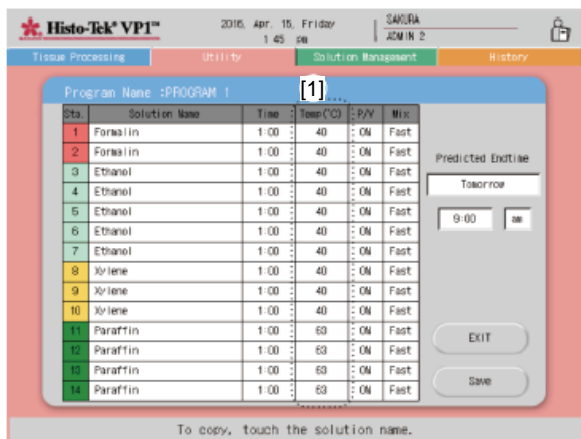 Histo-Tek® VP1™ 2016, Apr. 15, Friday SAKURA
1 45 pm ADMIN 2
Tissue Processing Utility Solution Management History
Program Name :PROGRAM 1 [1]
Sta. Solution Name Time Temp(°C) P/V Mix
1 Formalin 1:00 40 ON Fast
2 Formalin 1:00 40 ON Fast
3 Ethanol 1:00 40 ON Fast
4 Ethanol 1:00 40 ON Fast
5 Ethanol 1:00 40 ON Fast
6 Ethanol 1:00 40 ON Fast
7 Ethanol 1:00 40 ON Fast
8 Xylene 1:00 40 ON Fast
9 Xylene 1:00 40 ON Fast
10 Xylene 1:00 40 ON Fast
11 Paraffin 1:00 63 ON Fast
12 Paraffin 1:00 63 ON Fast
13 Paraffin 1:00 63 ON Fast
14 Paraffin 1:00 63 ON Fast
Predicted Endtime
Tomorrow
9:00 am
EXIT
Save
To copy, touch the solution name.